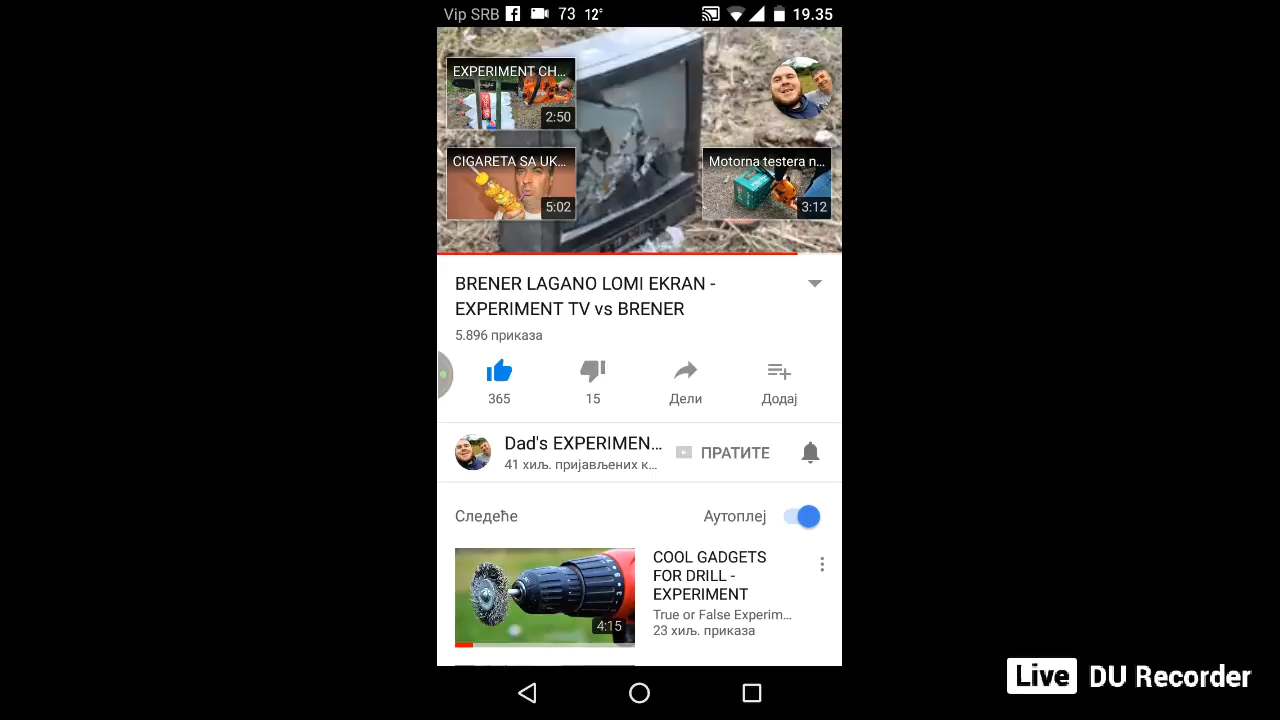 Vip SRB 73 12° 19.35
EXPERIMENT CH...
2:50
CIGARETA SA UK...
5:02
Motorna testera n...
3:12
BRENER LAGANO LOMI EKRAN -
EXPERIMENT TV vs BRENER
5.896 приказа
365 15 Дели Додај
Dad's EXPERIMEN... ПРАТИТЕ
41 хиљ. пријављених к...
Следеће Аутоплеј
COOL GADGETS
FOR DRILL -
EXPERIMENT
True or False Experim...
23 хиљ. приказа
4:15
Live DU Recorder